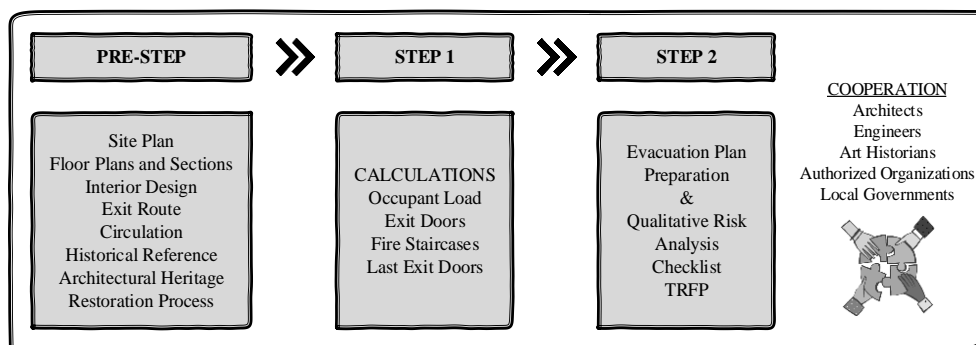 PRE-STEP
STEP 1
STEP 2
Site Plan
Floor Plans and Sections
Interior Design
Exit Route
Circulation
Historical Reference
Architectural Heritage
Restoration Process
CALCULATIONS
Occupant Load
Exit Doors
Fire Staircases
Last Exit Doors
Evacuation Plan
Preparation
&
Qualitative Risk
Analysis
Checklist
TRFP
COOPERATION
Architects
Engineers
Art Historians
Authorized Organizations
Local Governments